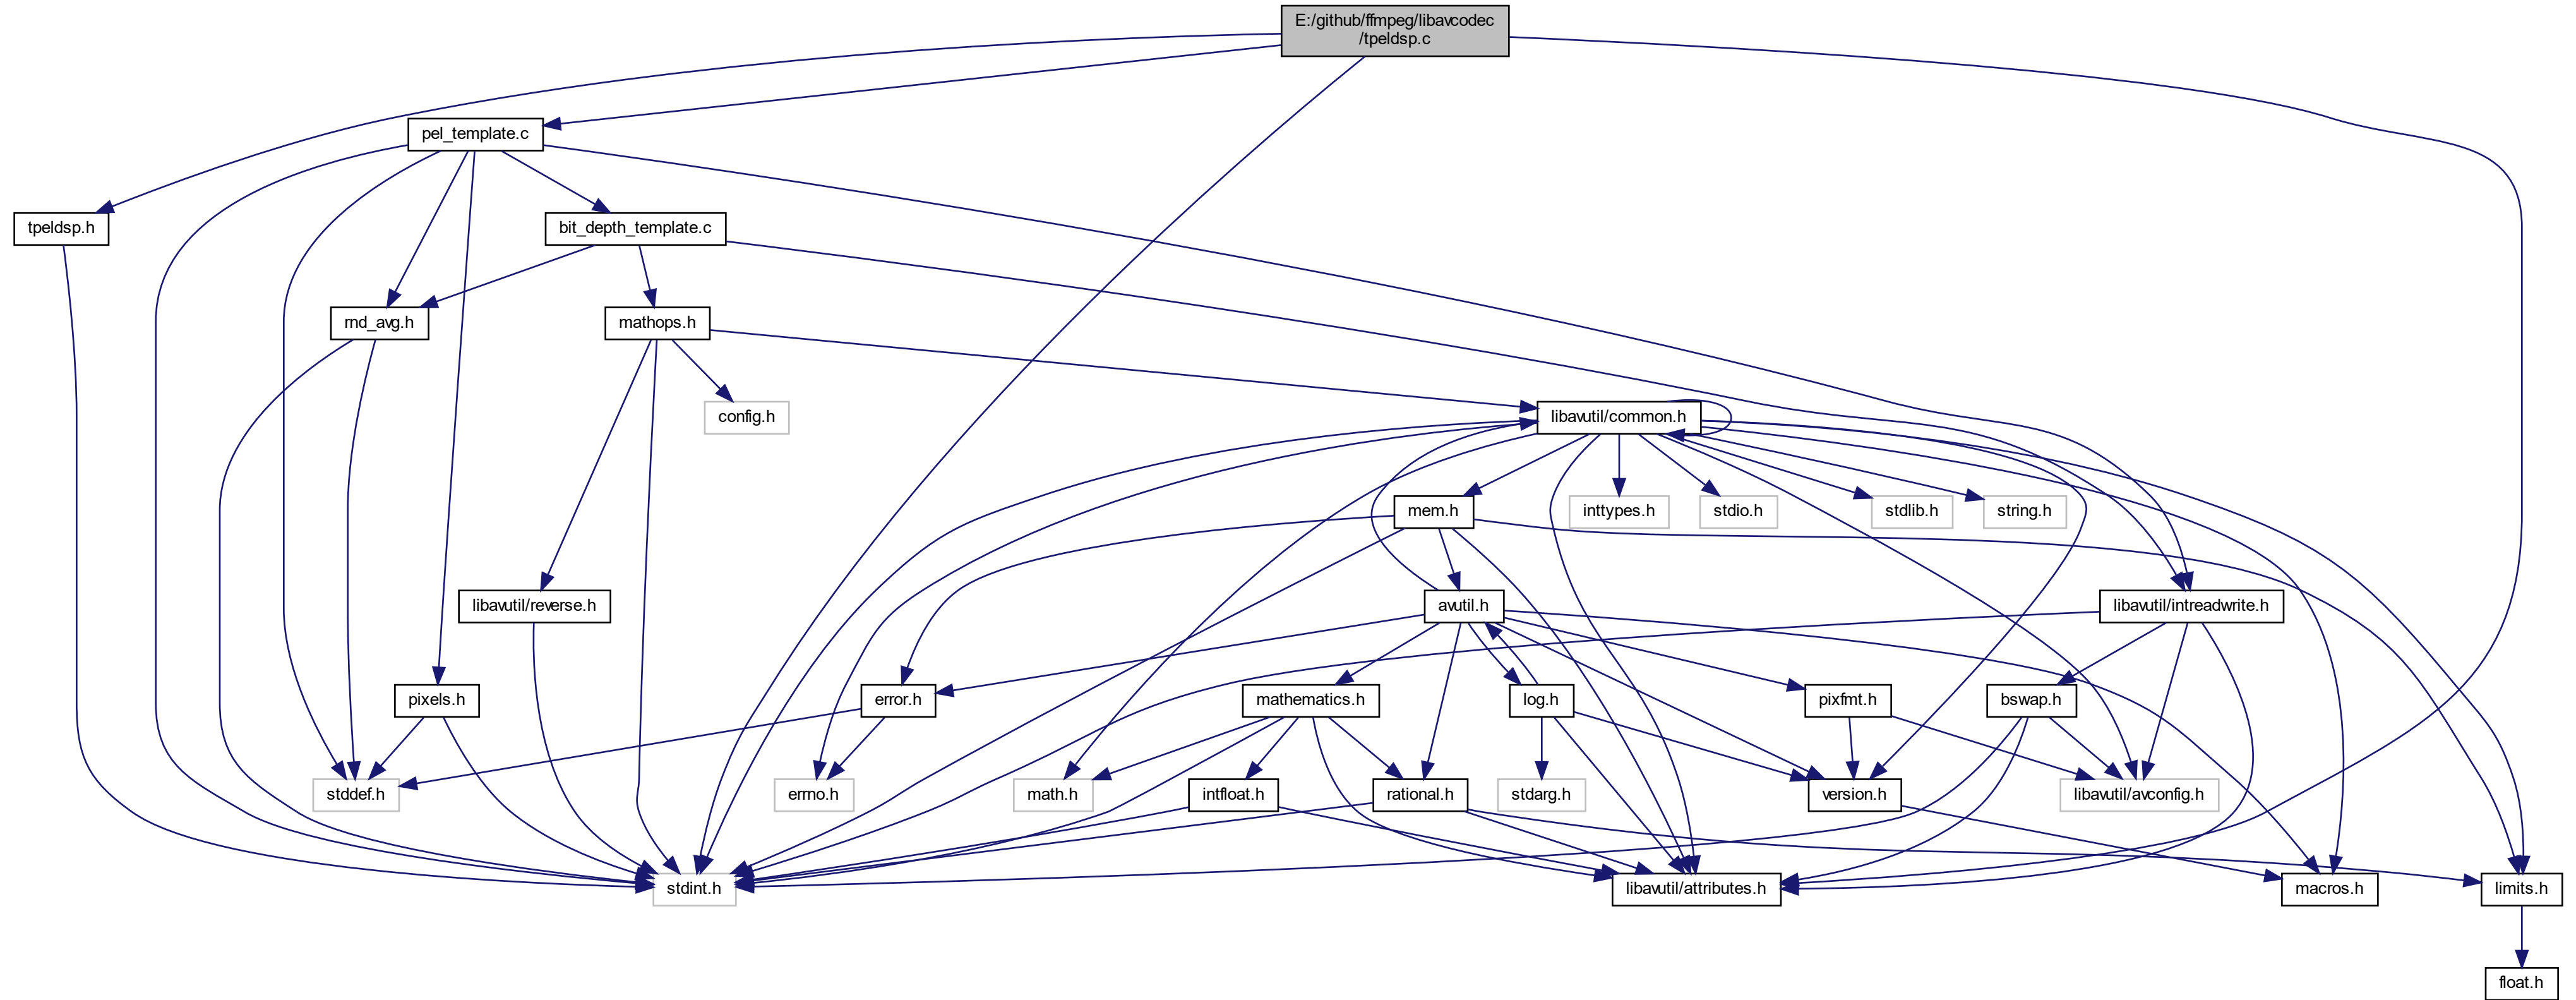 E:/github/ffmpeg/libavcodec
/tpeldsp.c
pel_template.c
tpeldsp.h
bit_depth_template.c
rnd_avg.h
mathops.h
config.h
libavutil/common.h
mem.h
inttypes.h
stdio.h
stdlib.h
string.h
libavutil/reverse.h
avutil.h
libavutil/intreadwrite.h
pixels.h
error.h
mathematics.h
log.h
pixfmt.h
bswap.h
stddef.h
errno.h
math.h
intfloat.h
rational.h
stdarg.h
version.h
libavutil/avconfig.h
stdint.h
libavutil/attributes.h
macros.h
limits.h
float.h